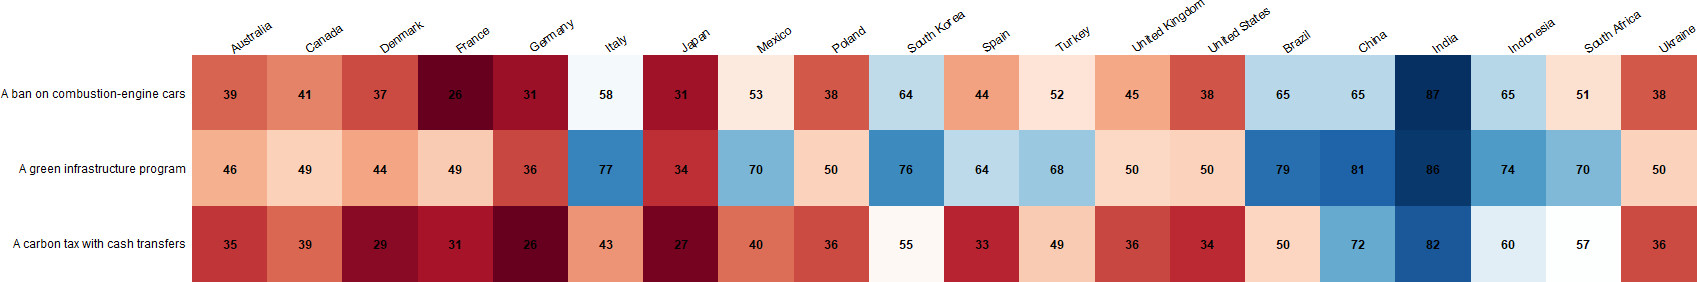 Australia Canada Denmark France Germany Italy Japan Mexico Poland South Korea Spain Turkey United Kingdom United States Brazil China India Indonesia South Africa Ukraine
A ban on combustion-engine cars 39 41 37 26 31 58 31 53 38 64 44 52 45 38 65 65 87 65 51 38
A green infrastructure program 46 49 44 49 36 77 34 70 50 76 64 68 50 50 79 81 86 74 70 50
A carbon tax with cash transfers 35 39 29 31 26 43 27 40 36 55 33 49 36 34 50 72 82 60 57 36